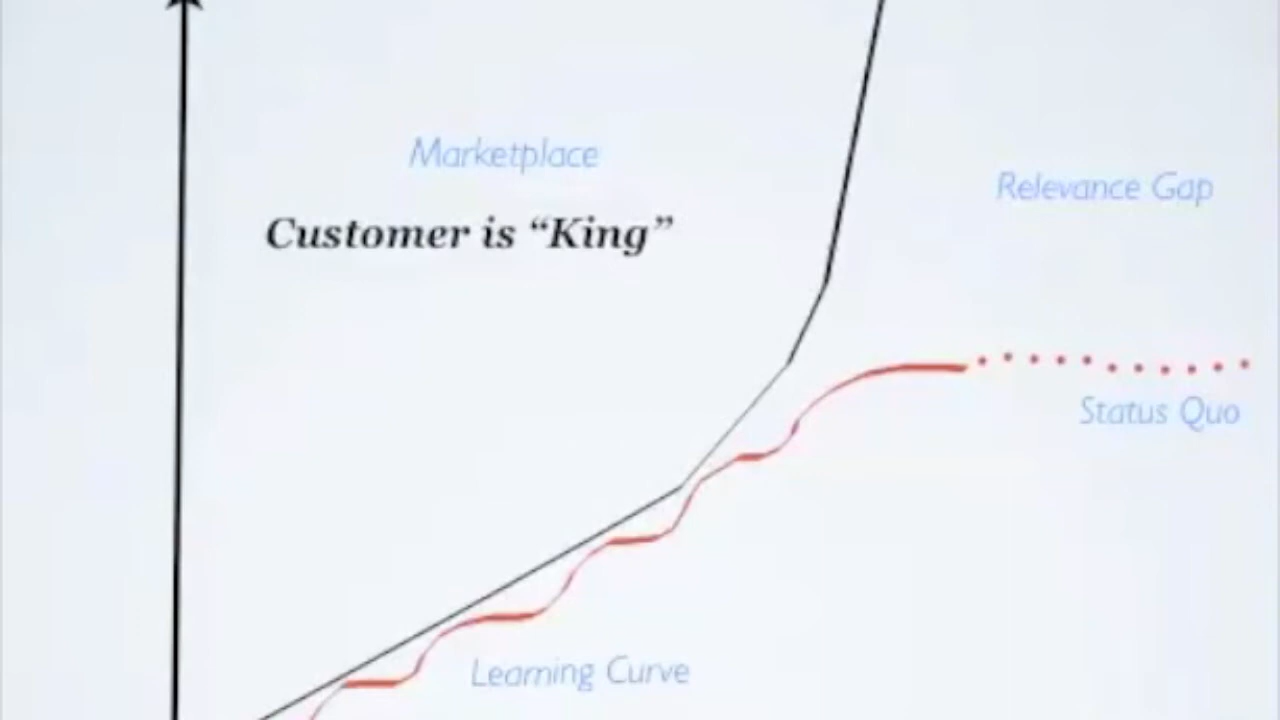 Marketplace
Relevance Gap
Customer is “King”
Status Quo
Learning Curve